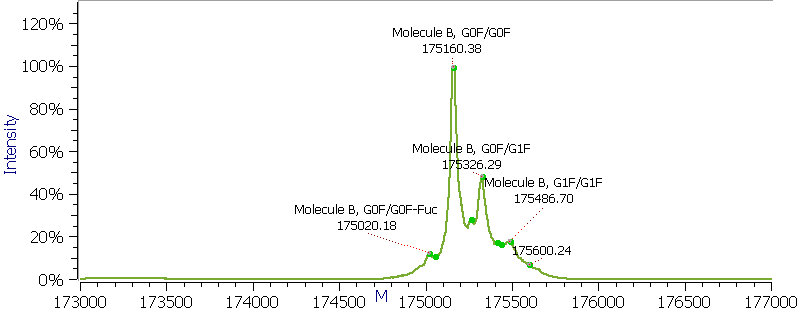 120%
100%
80%
60%
40%
20%
0%
Intensity
Molecule B, G0F/G0F
175160.38
Molecule B, G0F/G1F
175326.29
Molecule B, G1F/G1F
175486.70
Molecule B, G0F/G0F-Fuc
175020.18
175600.24
173000 173500 174000 174500 175000 175500 176000 176500 177000
M